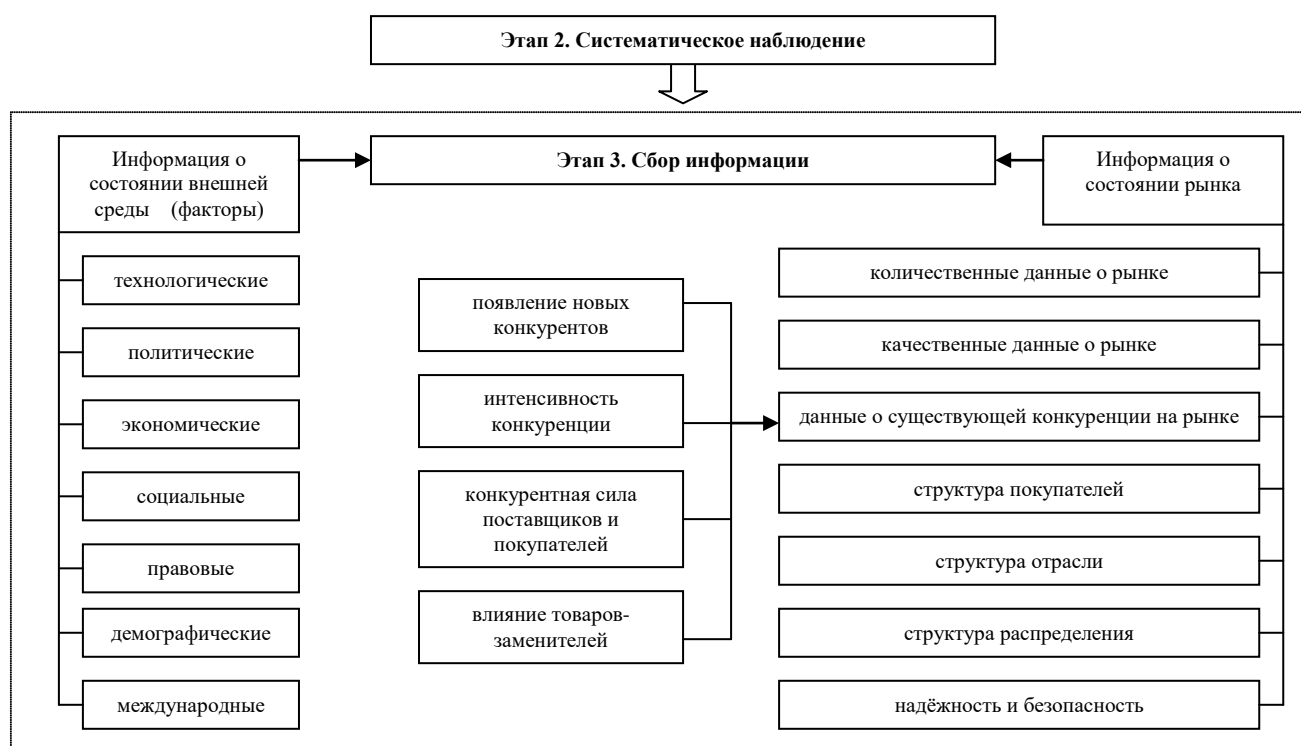 Этап 2. Систематическое наблюдение
Информация о
состоянии внешней
среды (факторы)
Этап 3. Сбор информации
Информация о
состоянии рынка
технологические
политические
экономические
социальные
правовые
демографические
международные
появление новых
конкурентов
интенсивность
конкуренции
конкурентная сила
поставщиков и
покупателей
влияние товаров-
заменителей
количественные данные о рынке
качественные данные о рынке
данные о существующей конкуренции на рынке
структура покупателей
структура отрасли
структура распределения
надёжность и безопасность